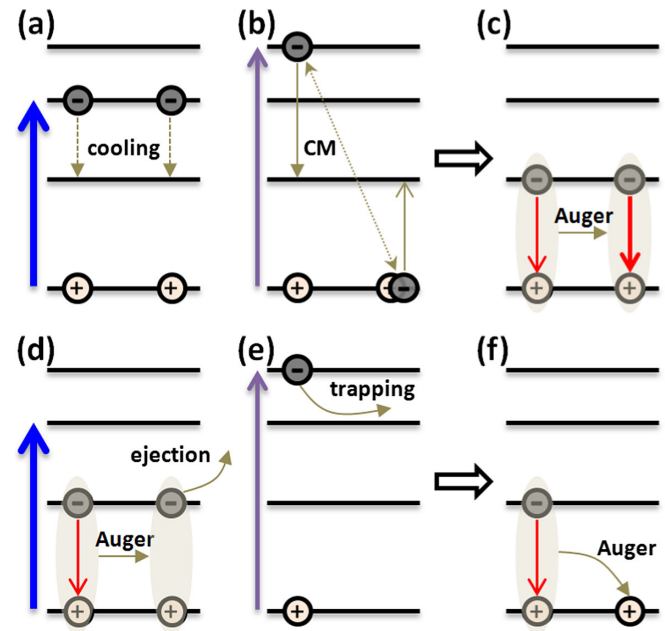 (a) (b) (c)
cooling CM
Auger
(d) (e) (f)
trapping
ejection
Auger Auger